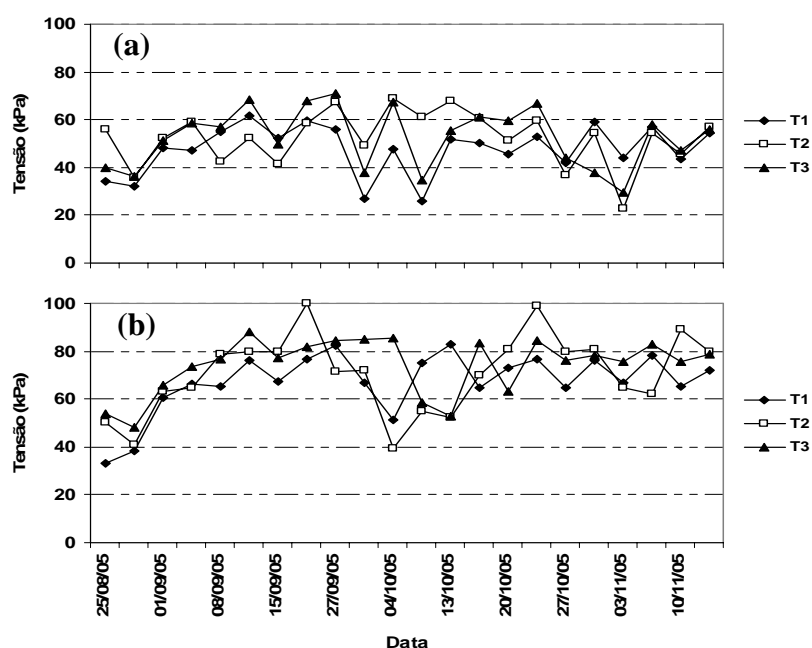 (a)
Tensão (kPa)
100
80
60
40
20
0
T1
T2
T3
(b)
Tensão (kPa)
100
80
60
40
20
0
T1
T2
T3
25/08/05
01/09/05
08/09/05
15/09/05
27/09/05
04/10/05
13/10/05
20/10/05
27/10/05
03/11/05
10/11/05
Data